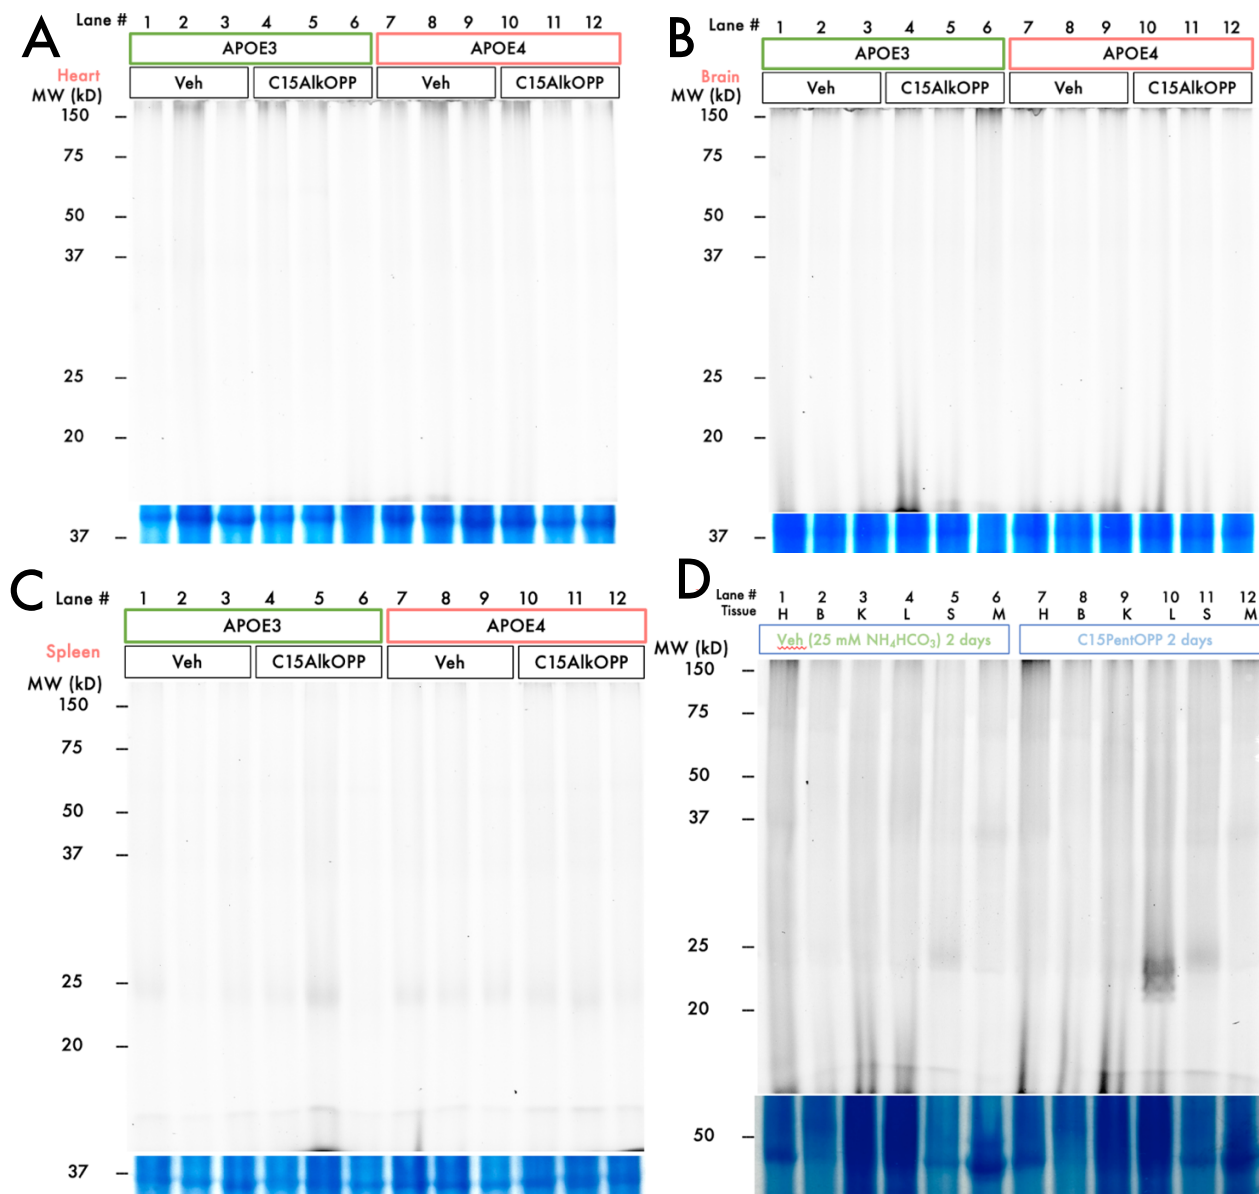 A
Lane # 1 2 3 4 5 6 7 8 9 10 11 12
APOE3 APOE4
Heart
Veh C15AlkOPP Veh C15AlkOPP
MW (kD)
150
75
50
37
25
20
37
B
Lane # 1 2 3 4 5 6 7 8 9 10 11 12
APOE3 APOE4
Brain
Veh C15AlkOPP Veh C15AlkOPP
MW (kD)
150
75
50
37
25
20
37
C
Lane # 1 2 3 4 5 6 7 8 9 10 11 12
APOE3 APOE4
Spleen
Veh C15AlkOPP Veh C15AlkOPP
MW (kD)
150
75
50
37
25
20
37
D
Lane # 1 2 3 4 5 6 7 8 9 10 11 12
Tissue H B K L S M H B K L S M
Veh (25 mM NH₄HCO₃) 2 days C15PentOPP 2 days
MW (kD)
150
75
50
37
25
20
50